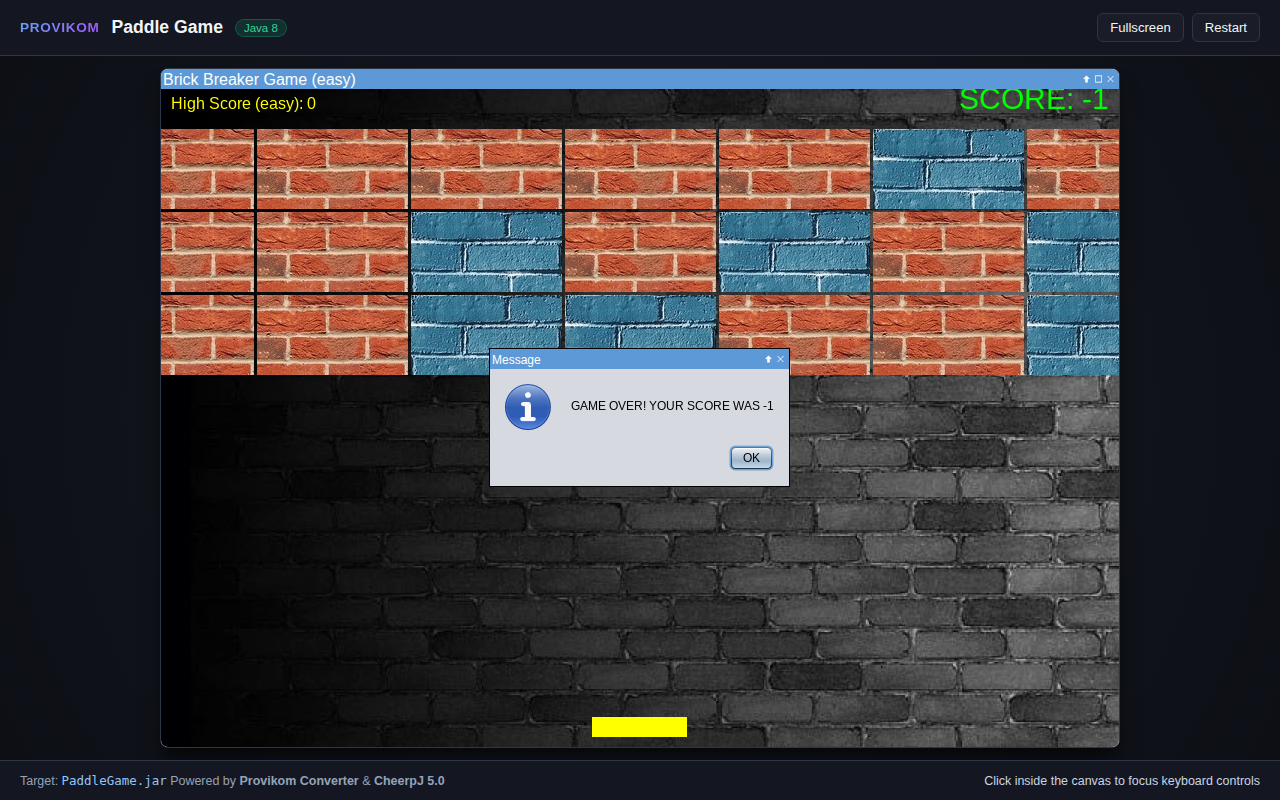 PROVIKOM Paddle Game Java 8 Fullscreen Restart
Brick Breaker Game (easy)
High Score (easy): 0 SCORE: -1
Message
GAME OVER! YOUR SCORE WAS -1
OK
Target: PaddleGame.jar Powered by Provikom Converter & CheerpJ 5.0 Click inside the canvas to focus keyboard controls